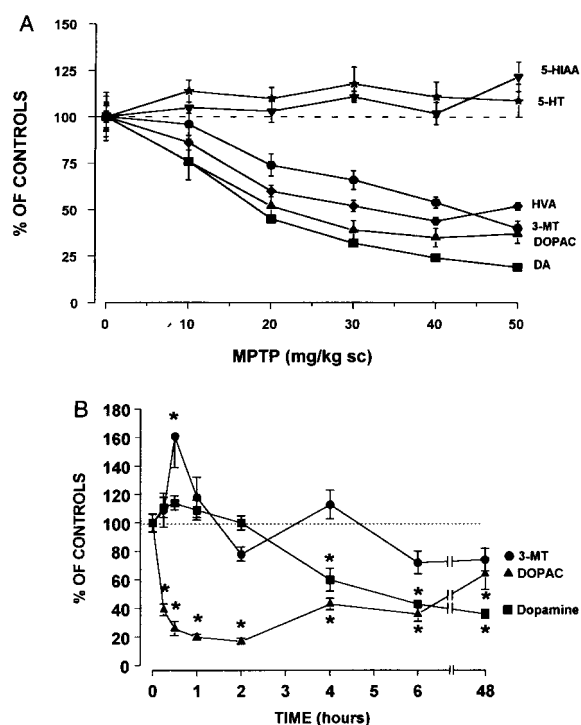 A
150
125
100
75
50
25
0
% OF CONTROLS
5-HIAA
5-HT
HVA
3-MT
DOPAC
DA
0 10 20 30 40 50
MPTP (mg/kg sc)
B
180
160
140
120
100
80
60
40
20
0
% OF CONTROLS
* * * * * * * * * * *
3-MT
DOPAC
Dopamine
0 1 2 3 4 5 6 48
TIME (hours)